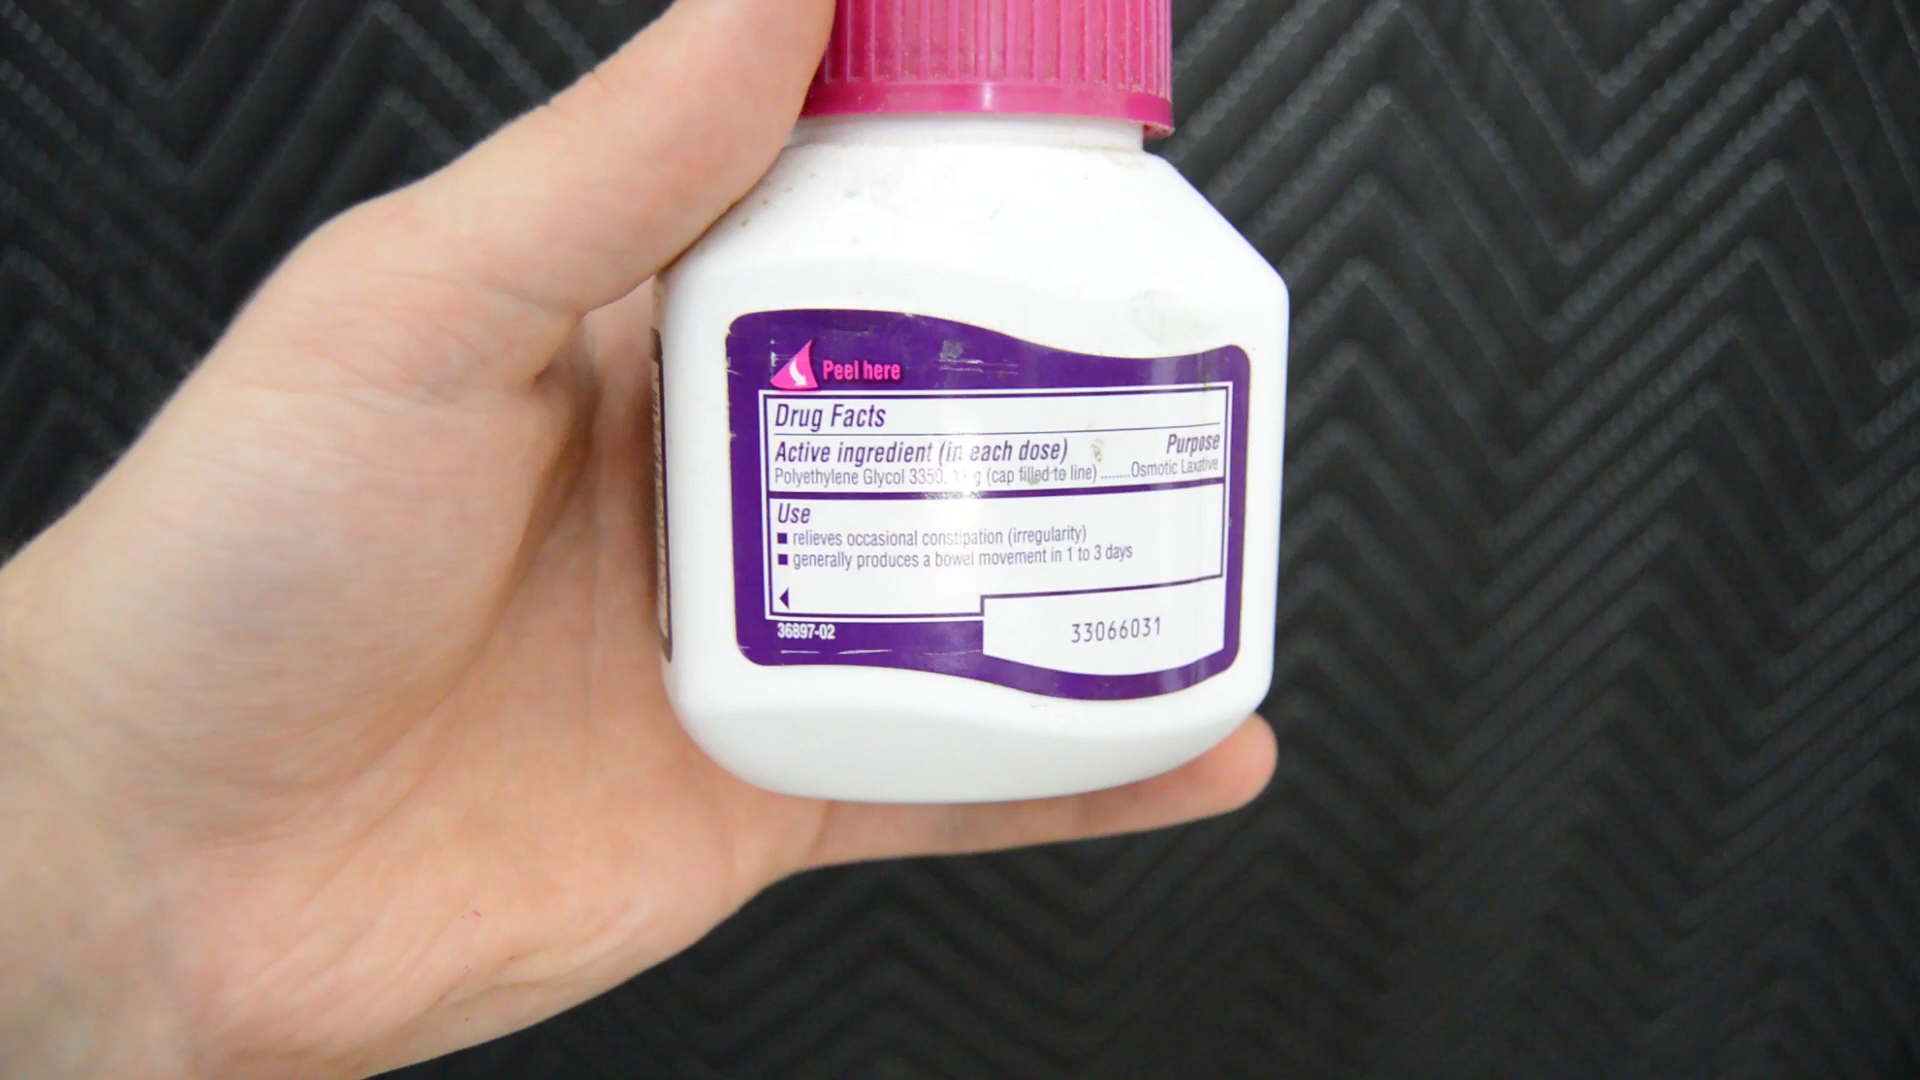 Peel here
Drug Facts
Active ingredient (in each dose) Purpose
Polyethylene Glycol 3350, g (cap filled to line) ........Osmotic Laxative
Use
■ relieves occasional constipation (irregularity)
■ generally produces a bowel movement in 1 to 3 days
36897-02
33066031